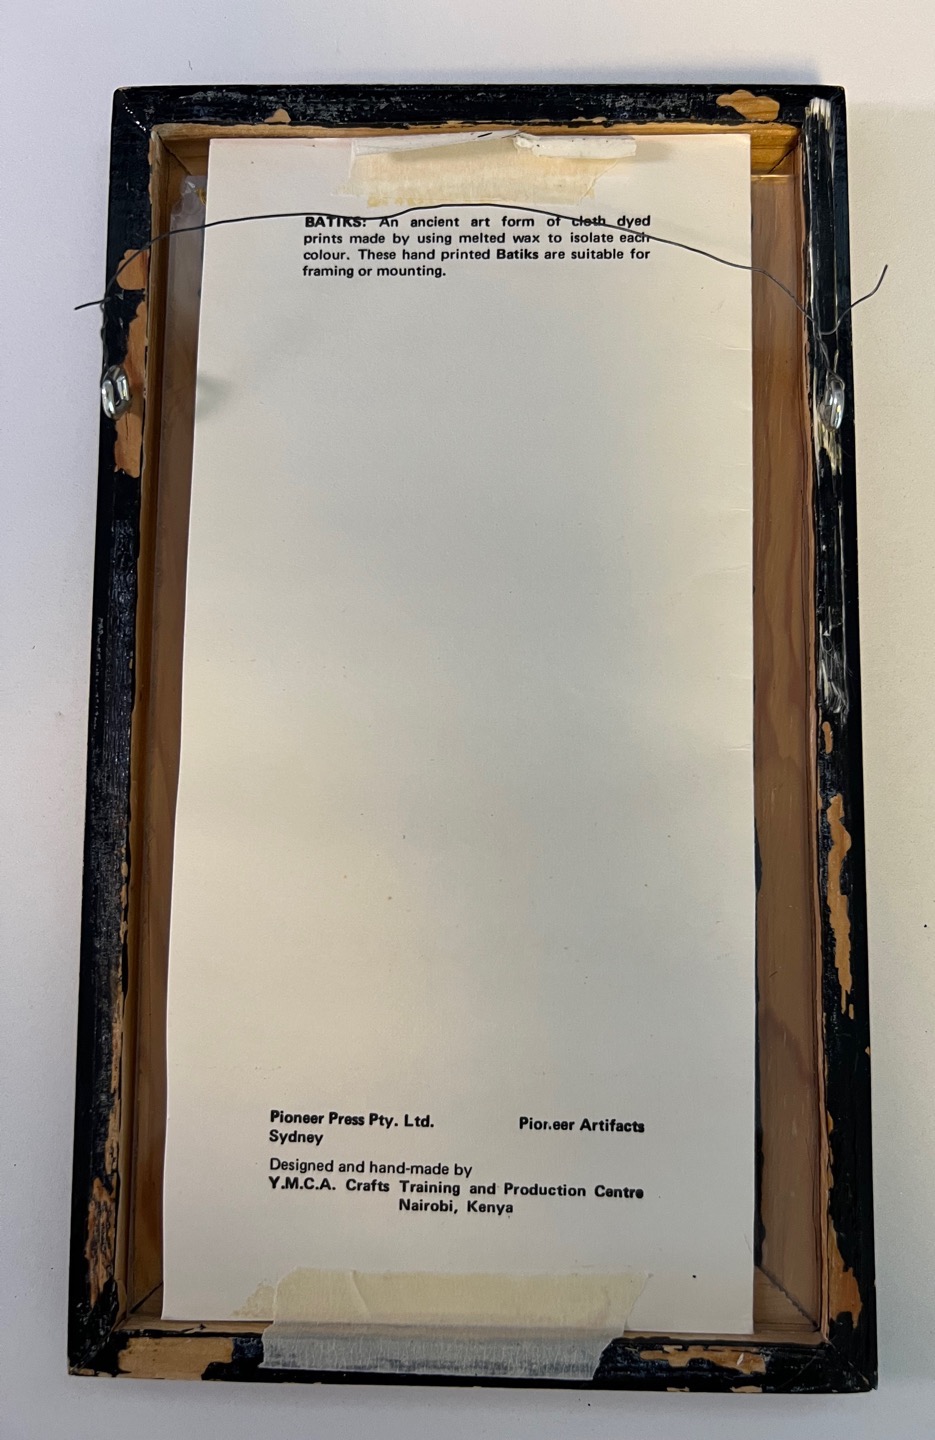 BATIKS: An ancient art form of cloth dyed
prints made by using melted wax to isolate each
colour. These hand printed Batiks are suitable for
framing or mounting.
Pioneer Press Pty. Ltd.
Sydney
Pioneer Artifacts
Designed and hand-made by
Y.M.C.A. Crafts Training and Production Centre
Nairobi, Kenya